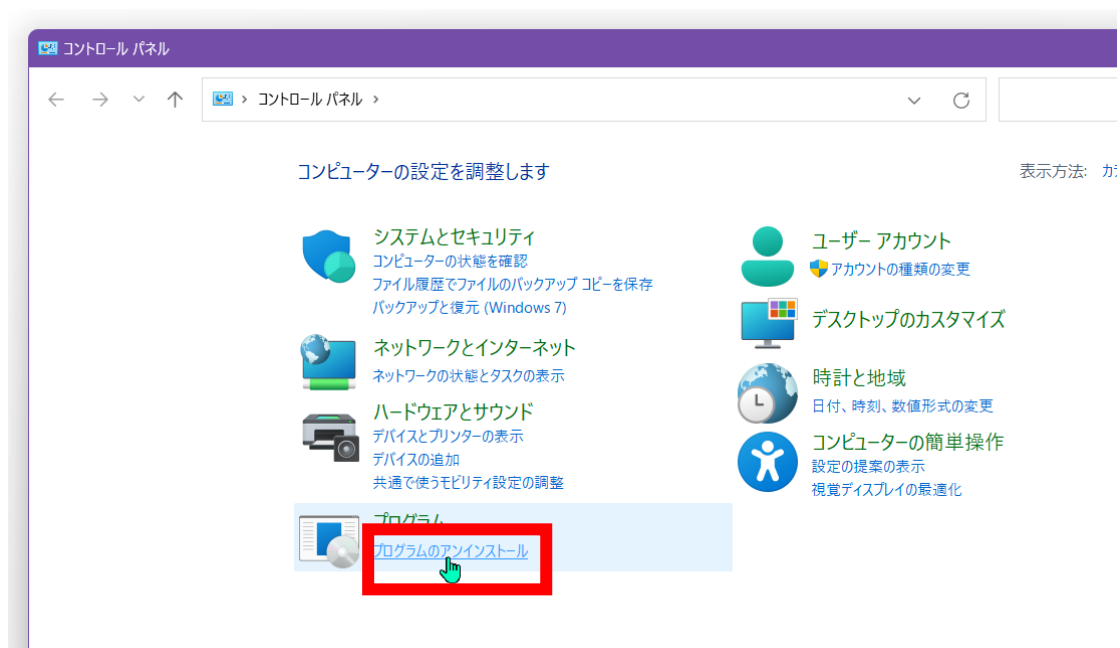 コントロール パネル
コントロール パネル
コンピューターの設定を調整します
表示方法:
システムとセキュリティ
コンピューターの状態を確認
ファイル履歴でファイルのバックアップ コピーを保存
バックアップと復元 (Windows 7)
ネットワークとインターネット
ネットワークの状態とタスクの表示
ハードウェアとサウンド
デバイスとプリンターの表示
デバイスの追加
共通で使うモビリティ設定の調整
プログラム
プログラムのアンインストール
ユーザー アカウント
アカウントの種類の変更
デスクトップのカスタマイズ
時計と地域
日付、時刻、数値形式の変更
コンピューターの簡単操作
設定の提案の表示
視覚ディスプレイの最適化